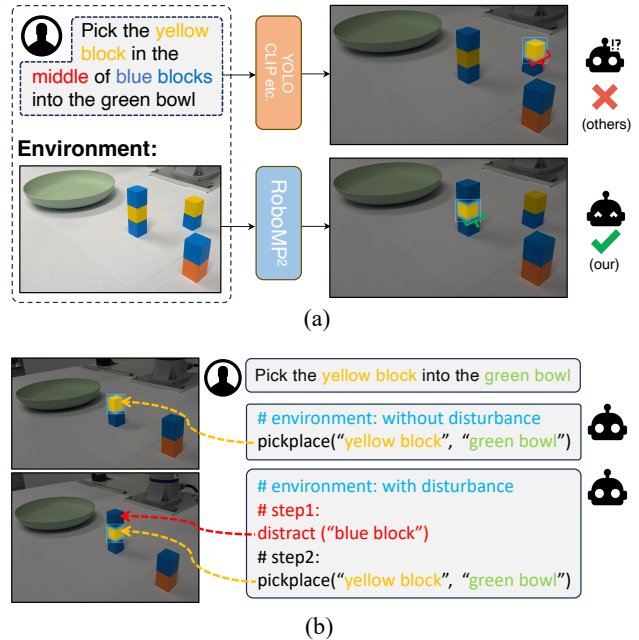 Pick the yellow
block in the
middle of blue blocks
into the green bowl
YOLO
CLIP etc.
!?
(others)
Environment:
RoboMP²
(our)
(a)
Pick the yellow block into the green bowl
# environment: without disturbance
pickplace(“yellow block”, “green bowl”)
# environment: with disturbance
# step1:
distract (“blue block”)
# step2:
pickplace(“yellow block”, “green bowl”)
(b)